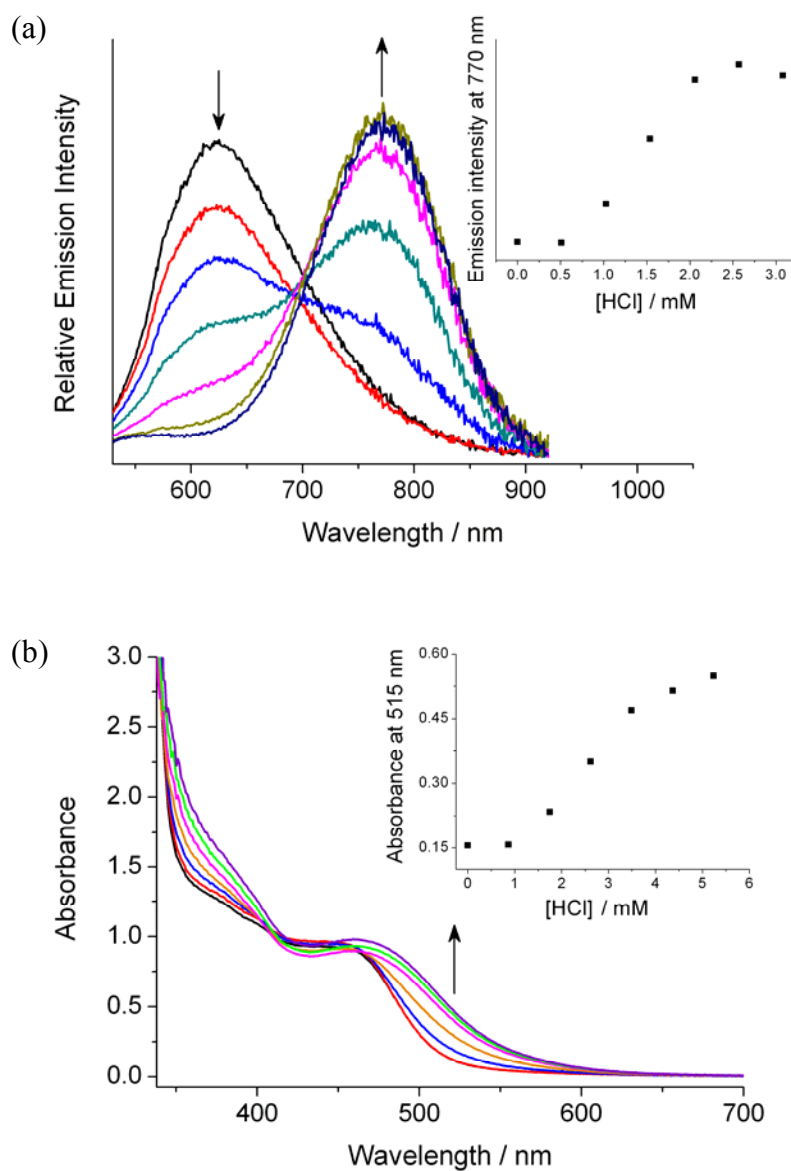 (a)
Relative Emission Intensity
600 700 800 900 1000
Wavelength / nm
Emission intensity at 770 nm
0.0 0.5 1.0 1.5 2.0 2.5 3.0
[HCl] / mM
(b)
Absorbance
3.0
2.5
2.0
1.5
1.0
0.5
0.0
400 500 600 700
Wavelength / nm
Absorbance at 515 nm
0.60
0.45
0.30
0.15
0 1 2 3 4 5 6
[HCl] / mM